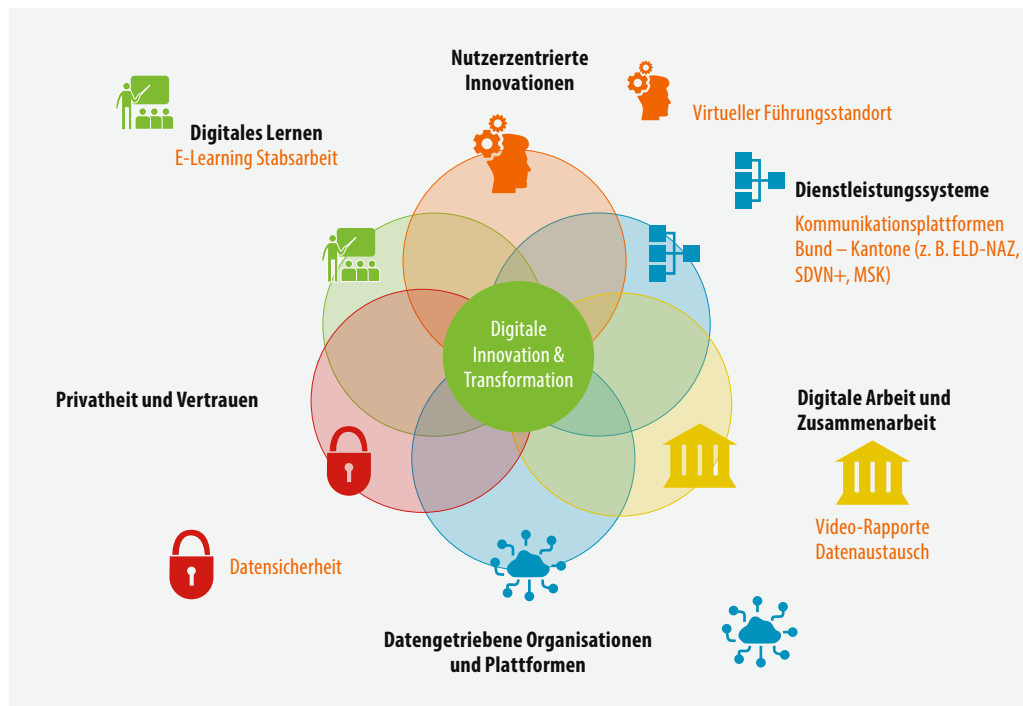 Nutzerzentrierte
Innovationen
Virtueller Führungsstandort
Digitales Lernen
E-Learning Stabsarbeit
Dienstleistungssysteme
Kommunikationsplattformen
Bund – Kantone (z. B. ELD-NAZ,
SDVN+, MSK)
Digitale
Innovation &
Transformation
Privatheit und Vertrauen
Digitale Arbeit und
Zusammenarbeit
Video-Rapporte
Datenaustausch
Datensicherheit
Datengetriebene Organisationen
und Plattformen